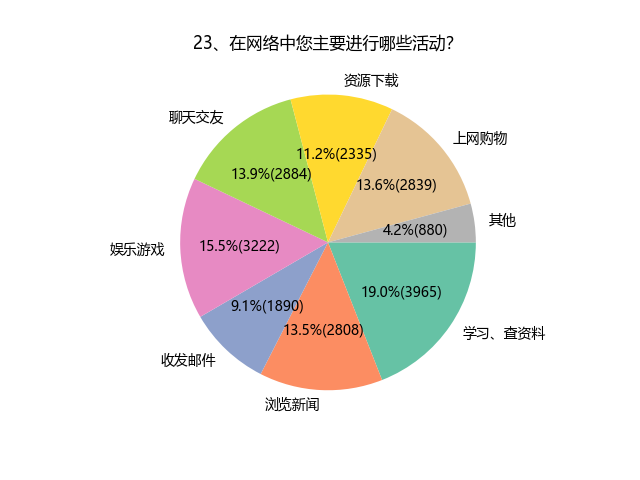 23、在网络中您主要进行哪些活动?
资源下载
聊天交友
上网购物
11.2%(2335)
13.9%(2884)
13.6%(2839)
其他
4.2%(880)
娱乐游戏
15.5%(3222)
19.0%(3965)
9.1%(1890)
13.5%(2808)
学习、查资料
收发邮件
浏览新闻